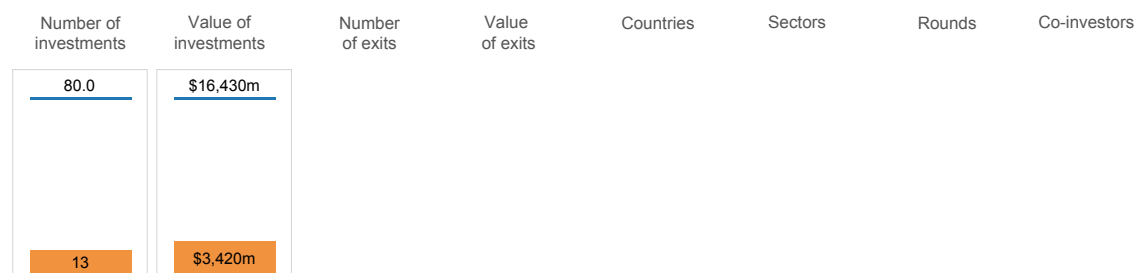 Number of
investments
Value of
investments
Number
of exits
Value
of exits
Countries
Sectors
Rounds
Co-investors
80.0
$16,430m
13
$3,420m